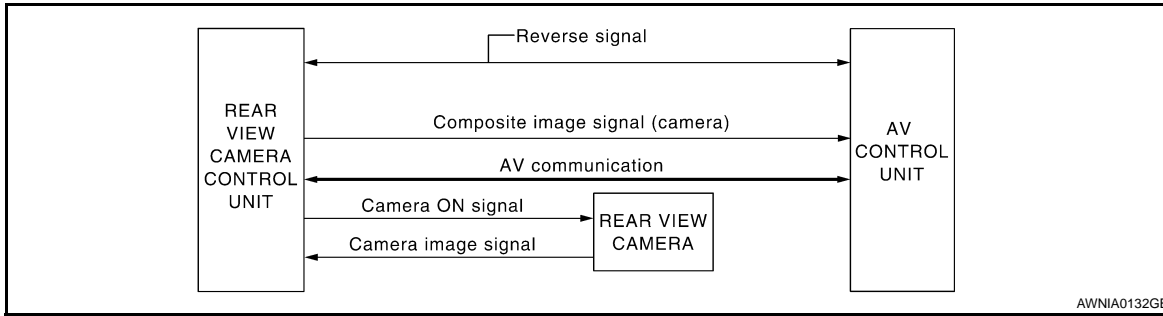 Reverse signal
REAR
VIEW
CAMERA
CONTROL
UNIT
Composite image signal (camera)
AV communication
Camera ON signal
Camera image signal
REAR VIEW
CAMERA
AV
CONTROL
UNIT